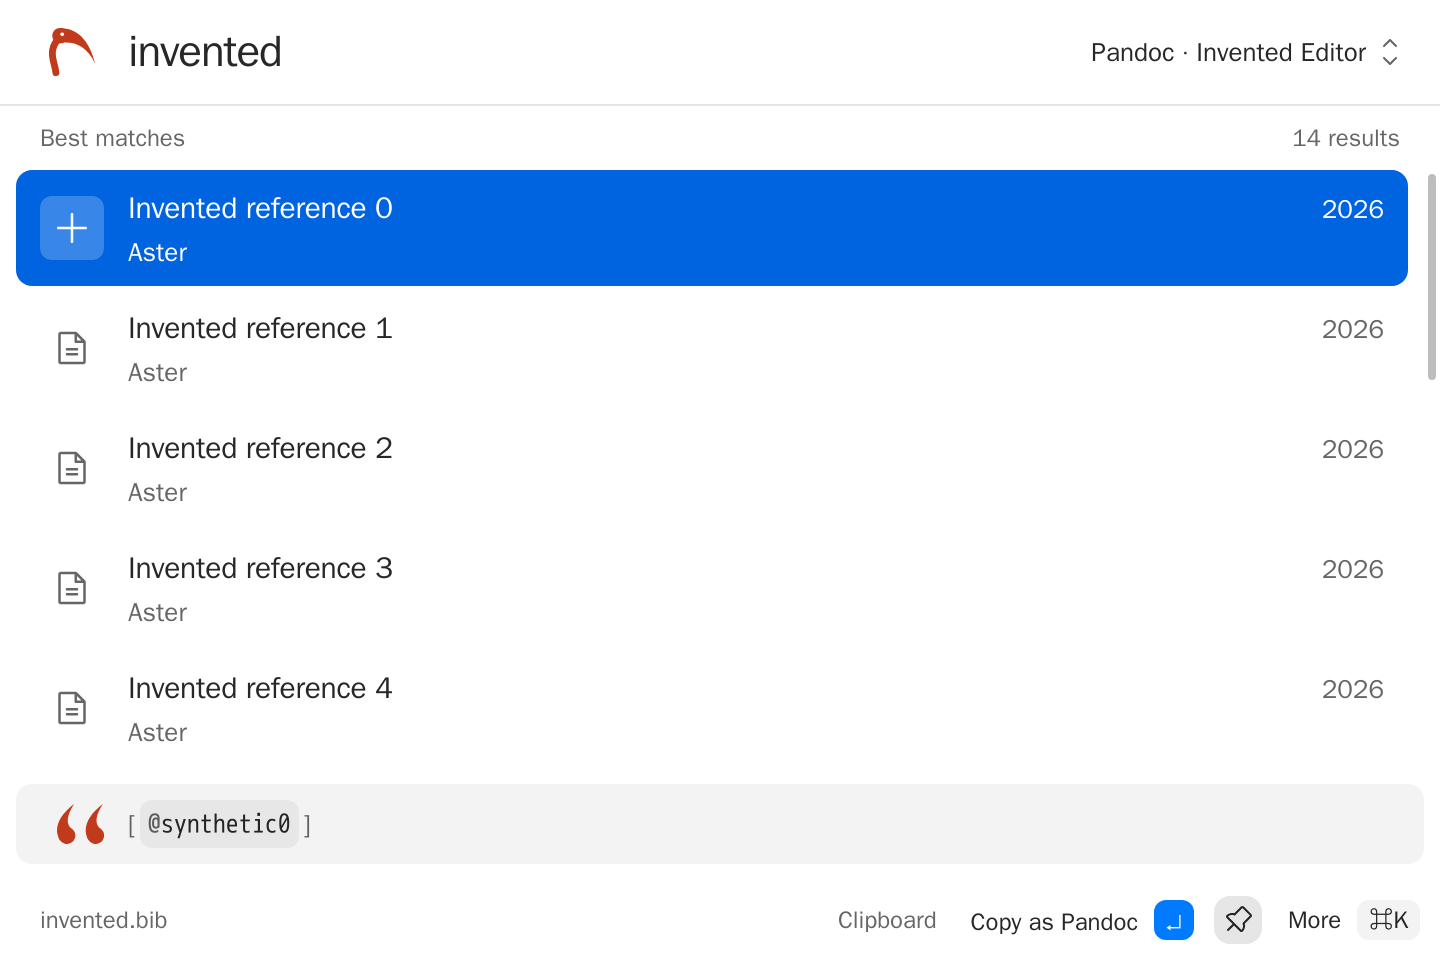 invented
Pandoc · Invented Editor
Best matches
14 results
Invented reference 0
2026
Aster
Invented reference 1
2026
Aster
Invented reference 2
2026
Aster
Invented reference 3
2026
Aster
Invented reference 4
2026
Aster
[ @synthetic0 ]
invented.bib
Clipboard
Copy as Pandoc
More
⌘K